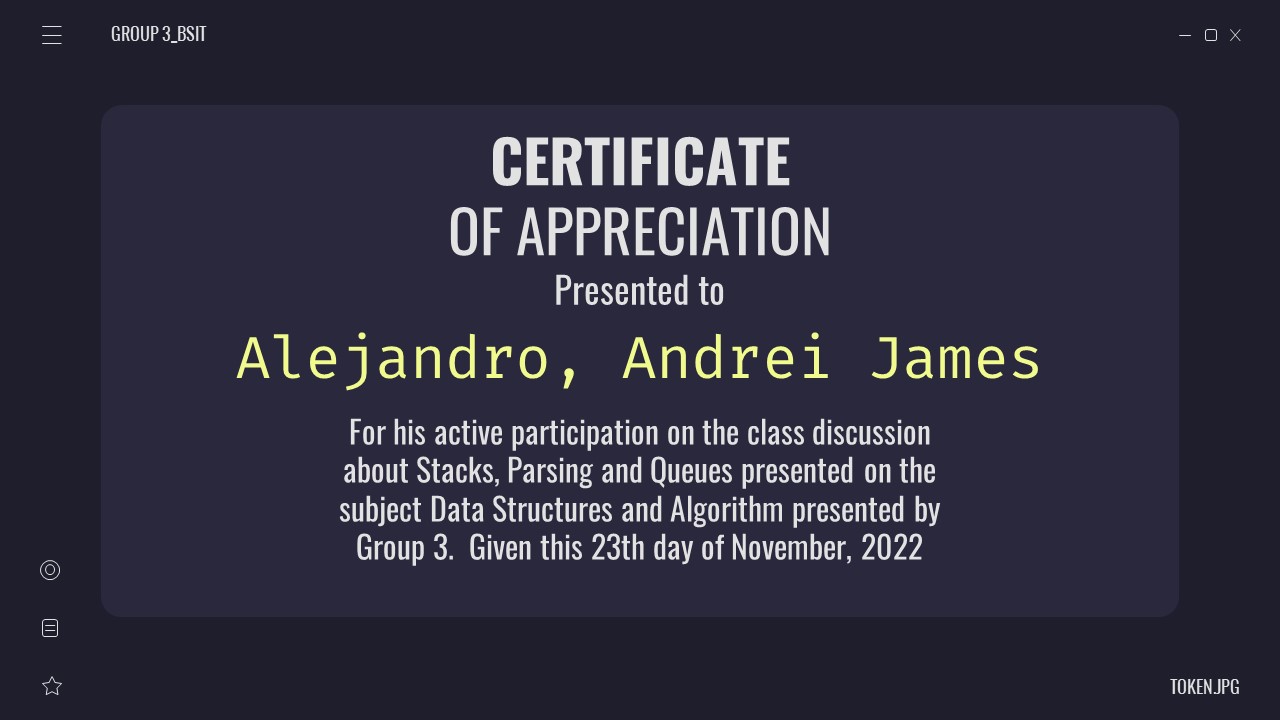 GROUP 3_BSIT
CERTIFICATE
OF APPRECIATION
Presented to
Alejandro, Andrei James
For his active participation on the class discussion
about Stacks, Parsing and Queues presented on the
subject Data Structures and Algorithm presented by
Group 3.  Given this 23th day of November, 2022
TOKEN.JPG